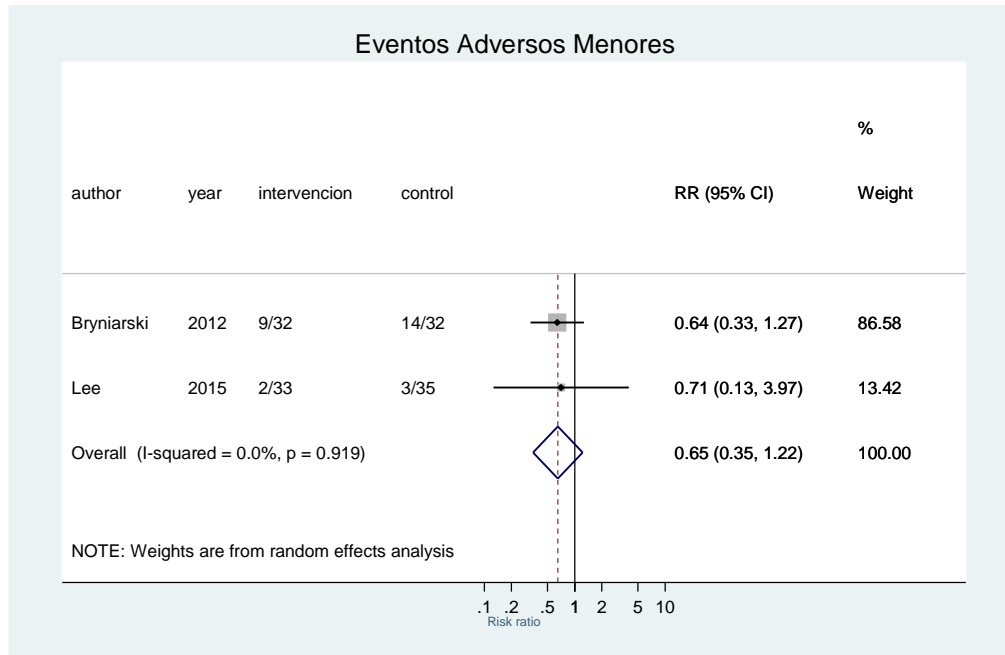 Eventos Adversos Menores
%
author year intervencion control RR (95% CI) Weight
Bryniarski 2012 9/32 14/32 0.64 (0.33, 1.27) 86.58
Lee 2015 2/33 3/35 0.71 (0.13, 3.97) 13.42
Overall (I-squared = 0.0%, p = 0.919) 0.65 (0.35, 1.22) 100.00
NOTE: Weights are from random effects analysis
.1 .2 .5 1 2 5 10
Risk ratio